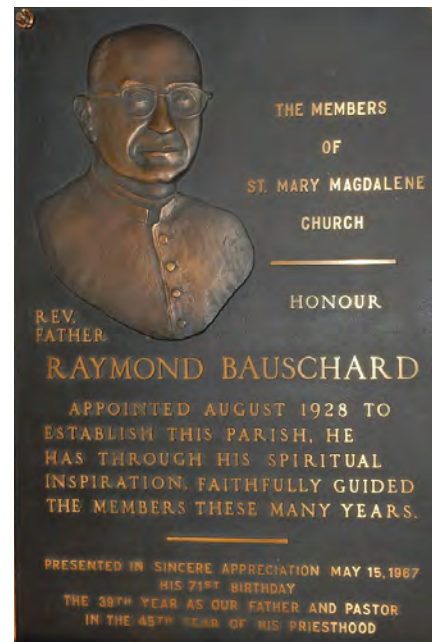 THE MEMBERS
OF
ST. MARY MAGDALENE
CHURCH
HONOUR
REV.
FATHER
RAYMOND BAUSCHARD
APPOINTED AUGUST 1928 TO
ESTABLISH THIS PARISH, HE
HAS THROUGH HIS SPIRITUAL
INSPIRATION, FAITHFULLY GUIDED
THE MEMBERS THESE MANY YEARS.
PRESENTED IN SINCERE APPRECIATION MAY 15, 1967
HIS 71ST BIRTHDAY
THE 39TH YEAR AS OUR FATHER AND PASTOR
IN THE 45TH YEAR OF HIS PRIESTHOOD